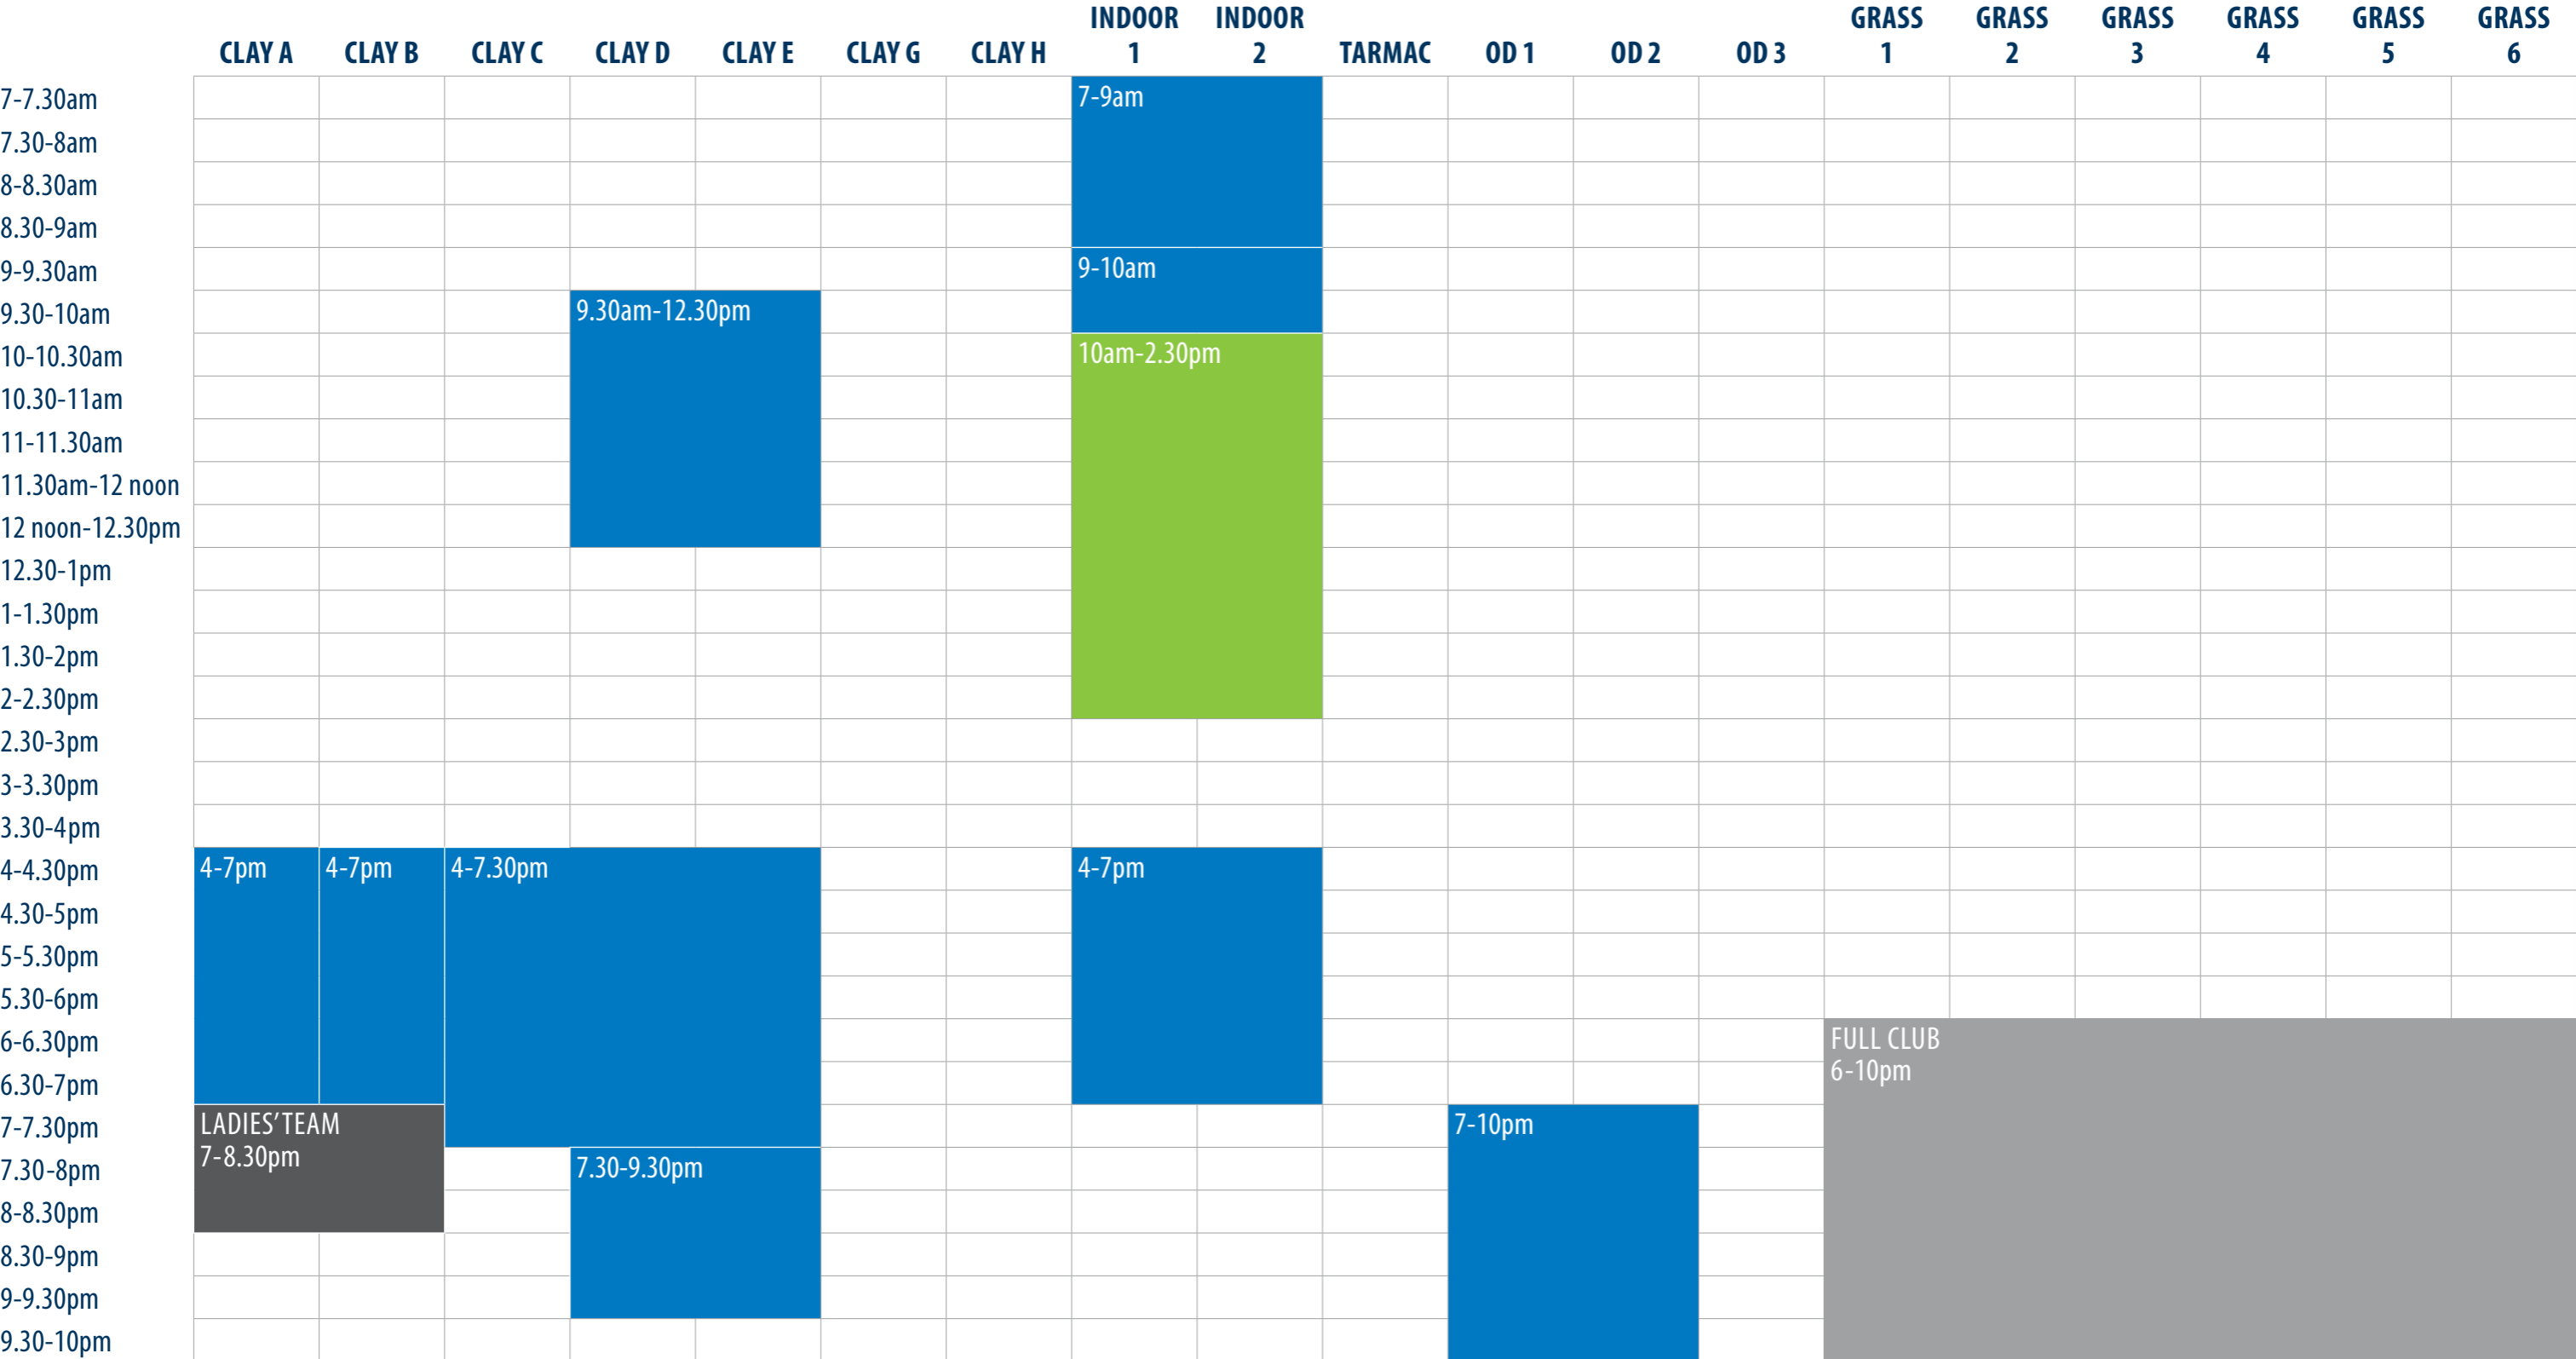 CLAY A CLAY B CLAY C CLAY D CLAY E CLAY G CLAY H INDOOR 1 INDOOR 2 TARMAC OD 1 OD 2 OD 3 GRASS 1 GRASS 2 GRASS 3 GRASS 4 GRASS 5 GRASS 6
7-7.30am 7-9am
7.30-8am
8-8.30am
8.30-9am
9-9.30am 9-10am
9.30-10am 9.30am-12.30pm
10-10.30am 10am-2.30pm
10.30-11am
11-11.30am
11.30am-12 noon
12 noon-12.30pm
12.30-1pm
1-1.30pm
1.30-2pm
2-2.30pm
2.30-3pm
3-3.30pm
3.30-4pm
4-4.30pm 4-7pm 4-7pm 4-7.30pm 4-7pm
4.30-5pm
5-5.30pm
5.30-6pm
6-6.30pm FULL CLUB
6.30-7pm 6-10pm
7-7.30pm LADIES' TEAM 7-10pm
7.30-8pm 7-8.30pm 7.30-9.30pm
8-8.30pm
8.30-9pm
9-9.30pm
9.30-10pm